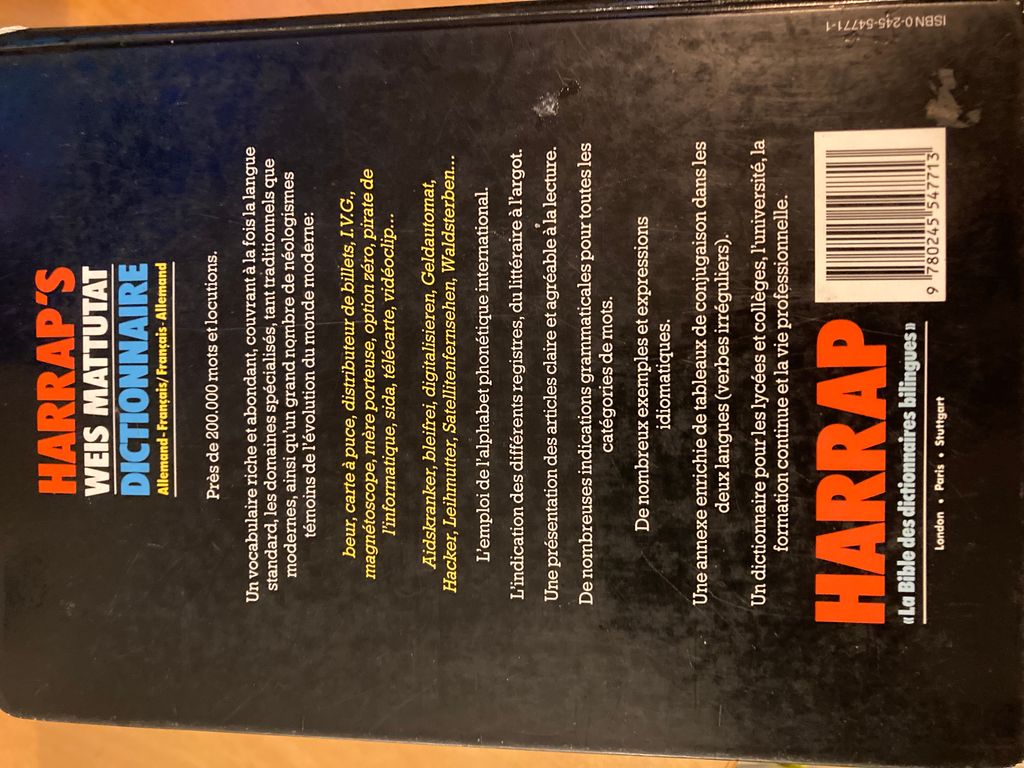 HARRAP'S
WEIS MATTUTAT
DICTIONNAIRE
Allemand-Français/Français-Allemand
Près de 200.000 mots et locutions.
Un vocabulaire riche et abondant, couvrant à la fois la langue
standard, les domaines spécialisés, tant traditionnels que
modernes, ainsi qu'un grand nombre de néologismes
témoins de l'évolution du monde moderne:
beur, carte à puce, distributeur de billets, I.V.G.,
magnétoscope, mère porteuse, option zéro, pirate de
l'informatique, sida, télécarte, vidéoclip...
Aidskranker, bleifrei, digitalisieren, Geldautomat,
Hacker, Leihmutter, Satellitenfernsehen, Waldsterben...
L'emploi de l'alphabet phonétique international.
L'indication des différents registres, du littéraire à l'argot.
Une présentation des articles claire et agréable à la lecture.
De nombreuses indications grammaticales pour toutes les
catégories de mots.
De nombreux exemples et expressions
idiomatiques.
Une annexe enrichie de tableaux de conjugaison dans les
deux langues (verbes irréguliers).
Un dictionnaire pour les lycées et collèges, l'université, la
formation continue et la vie professionnelle.
HARRAP
«La Bible des dictionnaires bilingues»
London • Paris • Stuttgart
9 780245 547713
ISBN 0-245-54771-1